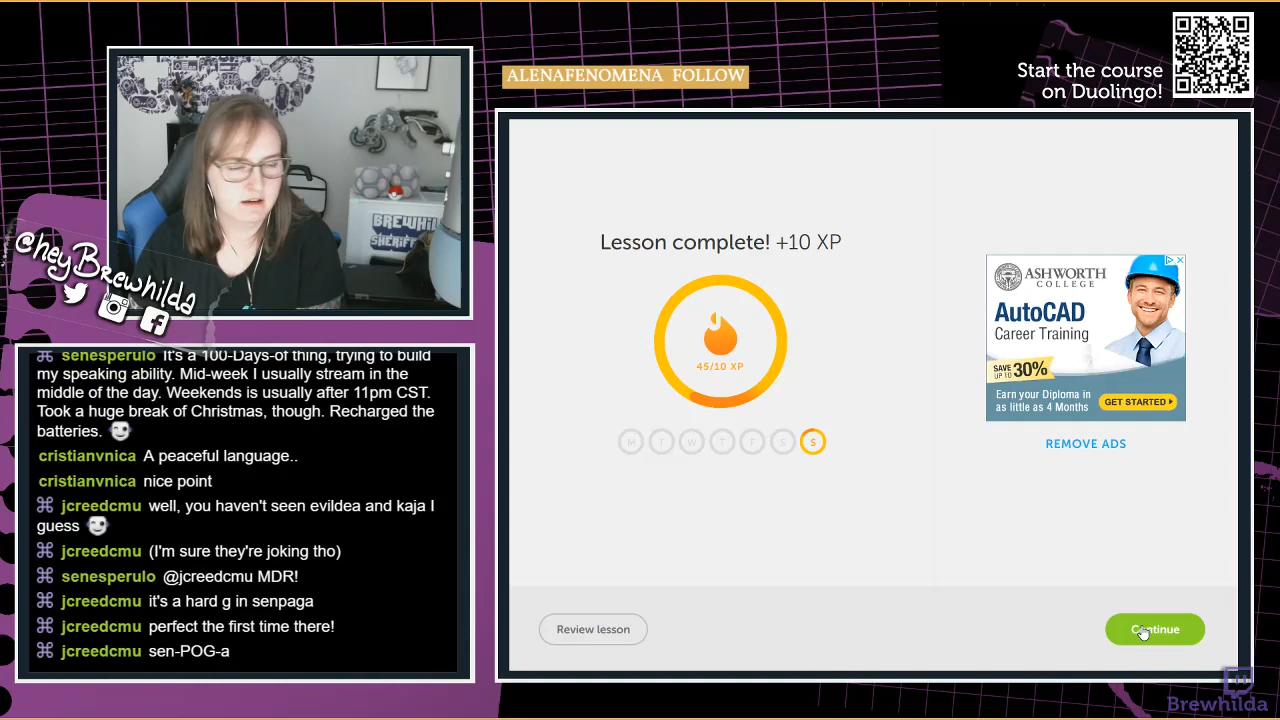 ALENAFENOMENA FOLLOW
Start the course
on Duolingo!
BREWHIL
SHERIFF
@heyBrewhilda
senesperulo It's a 100-Days-of thing, trying to build
my speaking ability. Mid-week I usually stream in the
middle of the day. Weekends is usually after 11pm CST.
Took a huge break of Christmas, though. Recharged the
batteries.
cristianvnica A peaceful language..
cristianvnica nice point
jcreedcmu well, you haven't seen evildea and kaja I
guess
jcreedcmu (I'm sure they're joking tho)
senesperulo @jcreedcmu MDR!
jcreedcmu it's a hard g in senpaga
jcreedcmu perfect the first time there!
jcreedcmu sen-POG-a
Lesson complete! +10 XP
45/10 XP
M T W T F S S
ASHWORTH
COLLEGE
AutoCAD
Career Training
SAVE
UP TO 30%
Earn your Diploma in
as little as 4 Months
GET STARTED
REMOVE ADS
Review lesson
Continue
Brewhilda